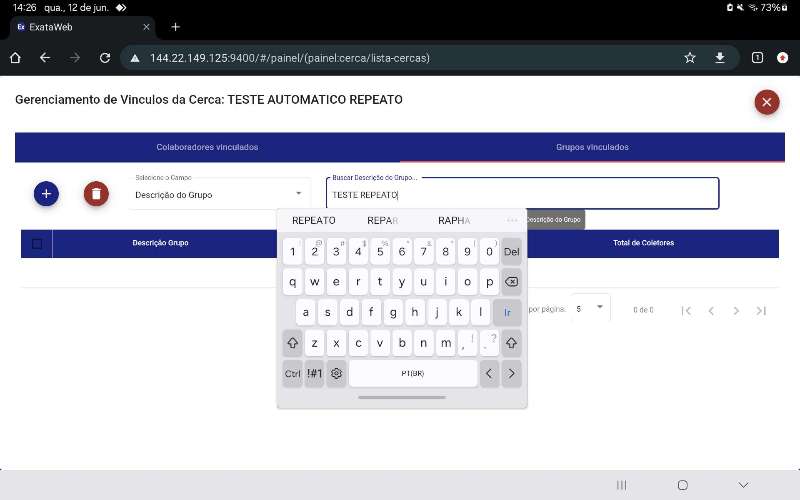 14:26 qua., 12 de jun.
73%
Ex ExataWeb
144.22.149.125:9400/#/painel/(painel:cerca/lista-cercas)
1
Gerenciamento de Vinculos da Cerca: TESTE AUTOMATICO REPEATO
Colaboradores vinculados
Grupos vinculados
Selecione o Campo
Descrição do Grupo
Buscar Descrição do Grupo...
TESTE REPEATO
REPEATO REPAR RAPHA ...
Descrição do Grupo
Descrição Grupo
Total de Coletores
1 2 3 4 5 6 7 8 9 0 Del
q w e r t y u i o p
a s d f g h j k l Ir
z x c v b n m , ! . ?
Ctrl !#1 PT(BR) < >
por página. 5 0 de 0